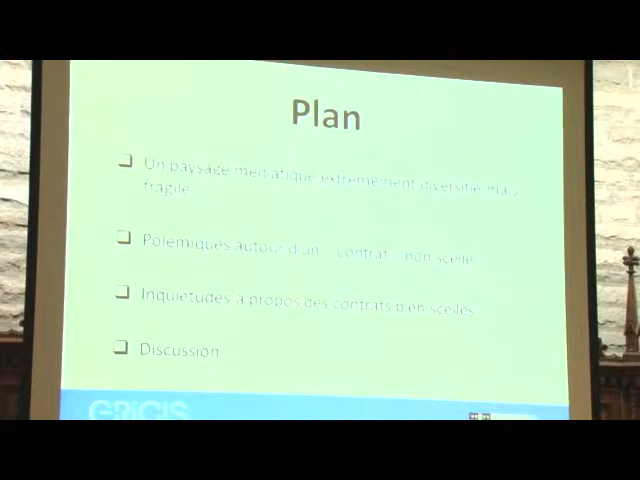 Plan
Un paysage médiatique extrêmement diversifié mais
fragile
Polémiques autour d'un « contrat » non scellé
Inquiétudes à propos des contrats bien scellés
Discussion
GRICIS